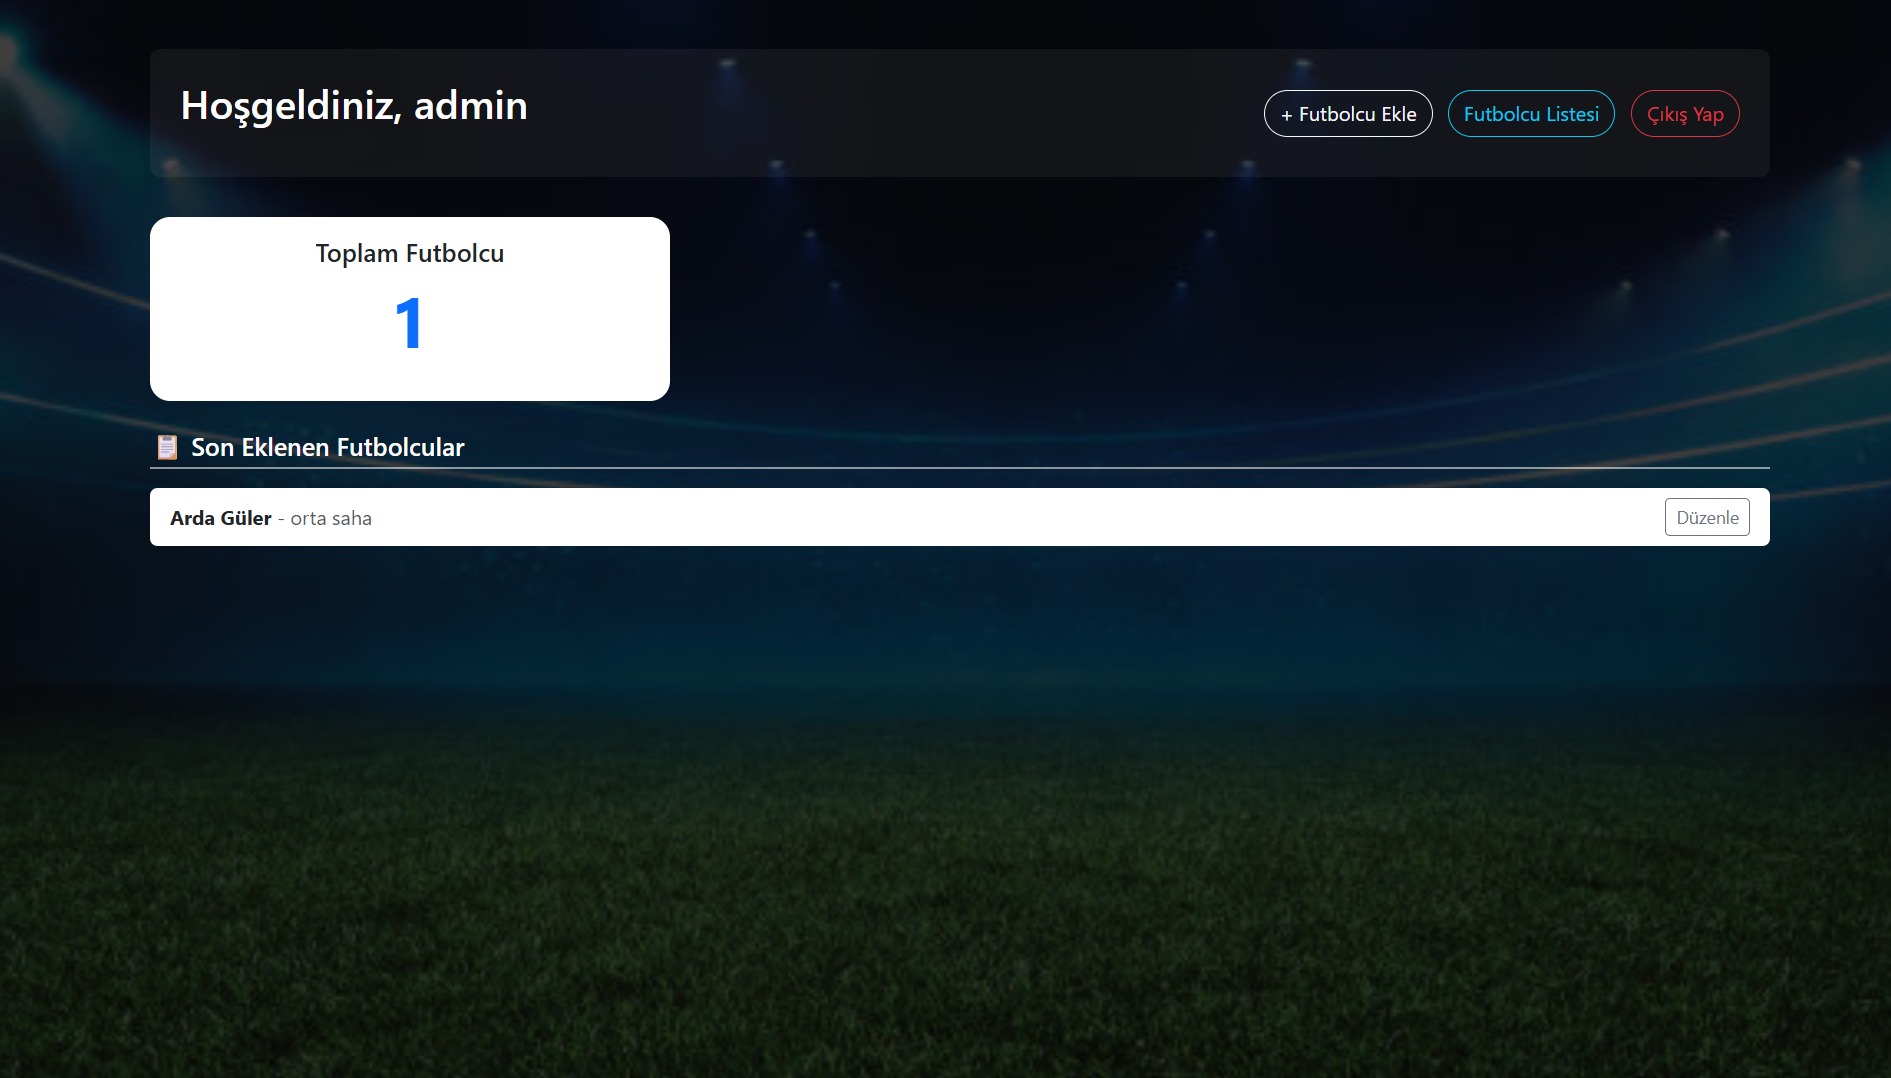 Hoşgeldiniz, admin
+ Futbolcu Ekle
Futbolcu Listesi
Çıkış Yap
Toplam Futbolcu
1
Son Eklenen Futbolcular
Arda Güler - orta saha
Düzenle